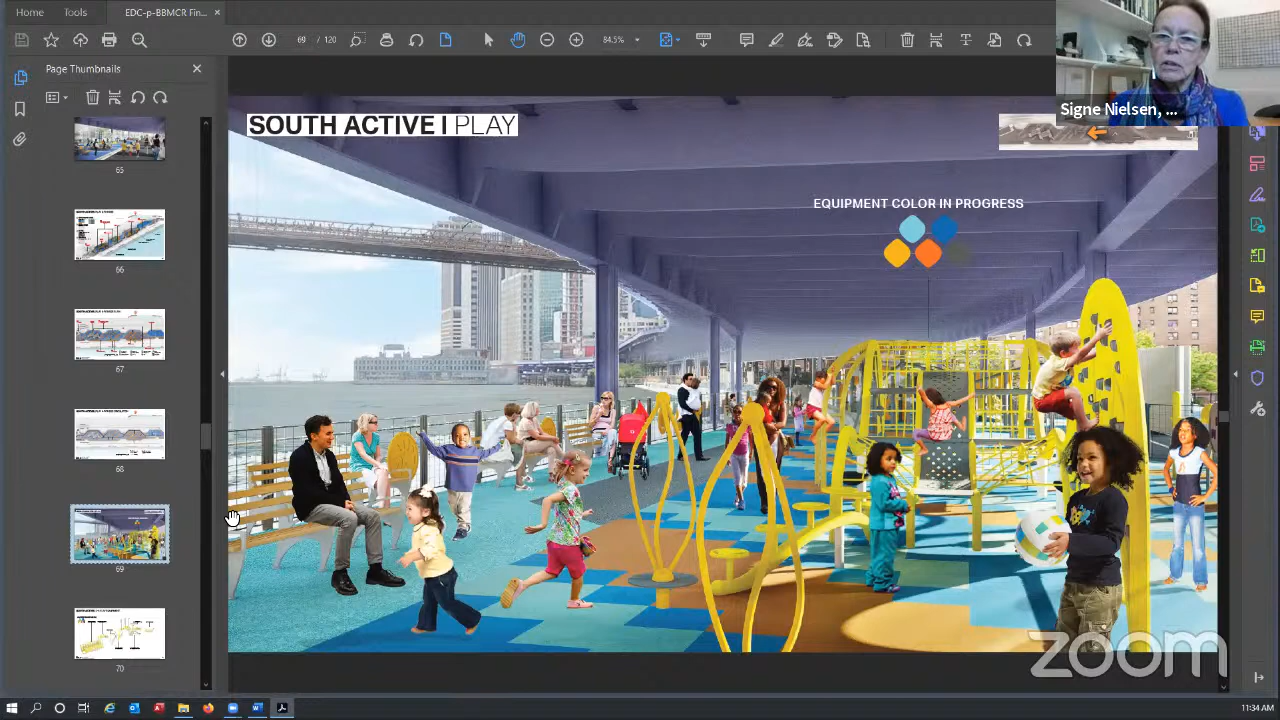 Home
Tools
EDC-p-BBMCR Fin...
69 / 120
84.5%
Page Thumbnails
65
66
67
68
69
70
SOUTH ACTIVE | PLAY
EQUIPMENT COLOR IN PROGRESS
Signe Nielsen, ...
zoom
11:34 AM